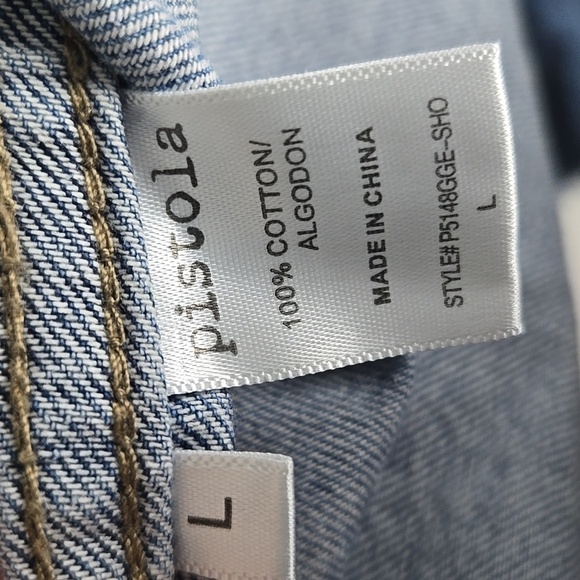 pistola
100% COTTON/
ALGODON
MADE IN CHINA
STYLE# P5148GGE-SHO
L
L